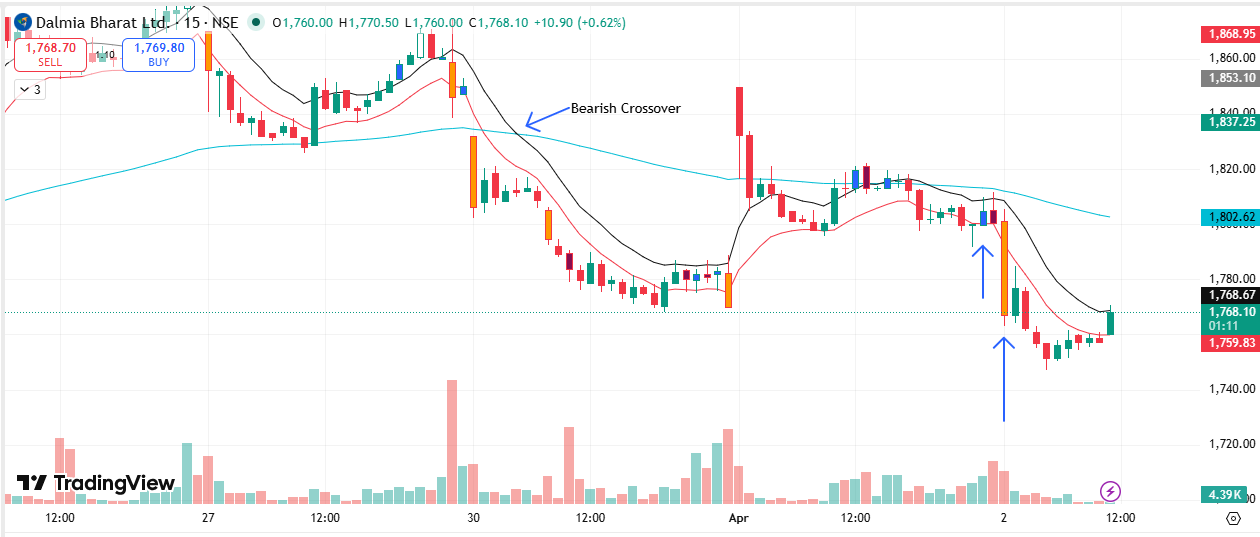 Dalmia Bharat Ltd. · 15 · NSE O1,760.00 H1,770.50 L1,760.00 C1,768.10 +10.90 (+0.62%)
1,768.70
SELL
1.10
1,769.80
BUY
3
Bearish Crossover
1,868.95
1,860.00
1,853.10
1,840.00
1,837.25
1,820.00
1,802.62
1,780.00
1,768.67
1,768.10
01:11
1,759.83
1,740.00
1,720.00
4.39 K
TradingView
12:00 27 12:00 30 12:00 Apr 12:00 2 12:00